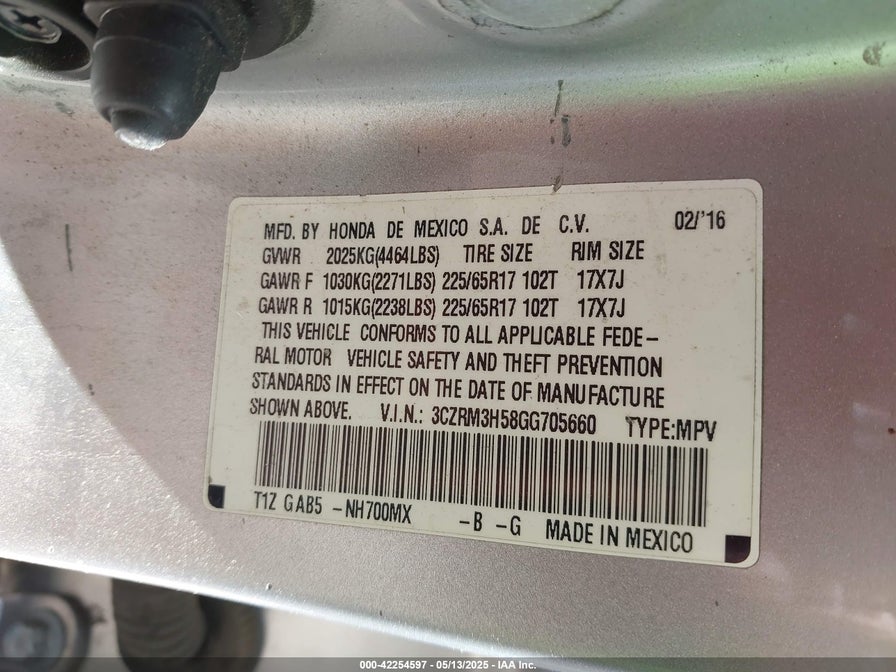 MFD. BY HONDA DE MEXICO S.A. DE C.V. 02/'16
GVWR 2025KG(4464LBS) TIRE SIZE RIM SIZE
GAWR F 1030KG(2271LBS) 225/65R17 102T 17X7J
GAWR R 1015KG(2238LBS) 225/65R17 102T 17X7J
THIS VEHICLE CONFORMS TO ALL APPLICABLE FEDE-
RAL MOTOR VEHICLE SAFETY AND THEFT PREVENTION
STANDARDS IN EFFECT ON THE DATE OF MANUFACTURE
SHOWN ABOVE. V.I.N.: 3CZRM3H58GG705660 TYPE:MPV
T1Z GAB5 -NH700MX -B -G MADE IN MEXICO
000-42254597 - 05/13/2025 - IAA Inc.